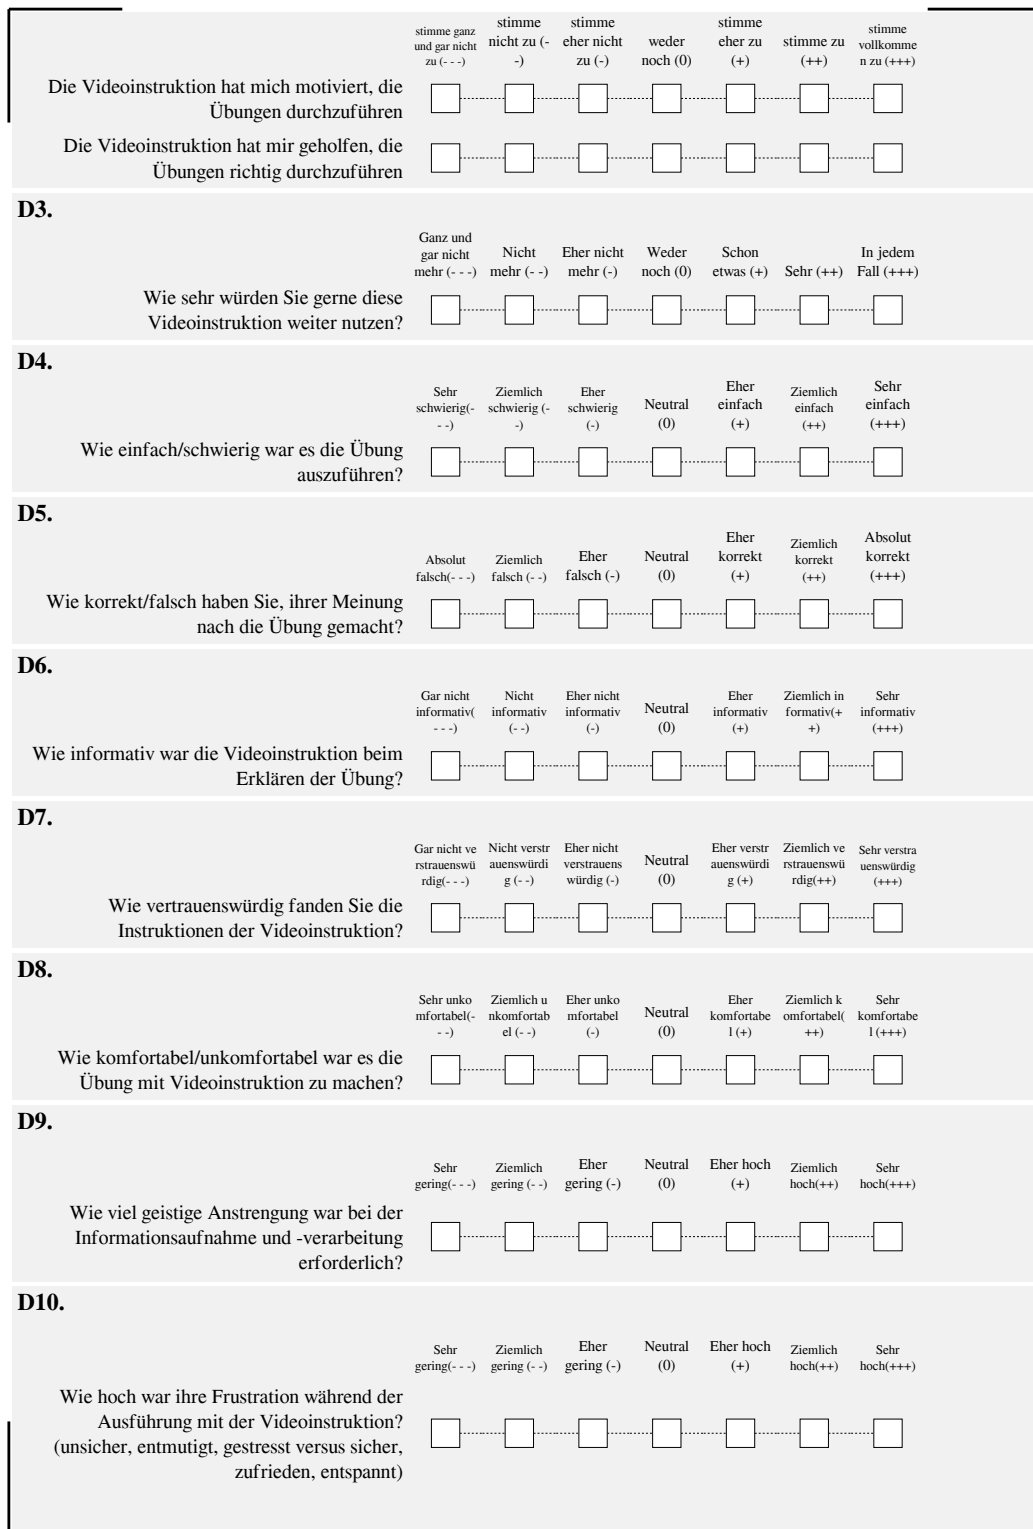 stimme ganz und gar nicht zu (- - -) stimme nicht zu (- -) stimme eher nicht zu (-) weder noch (0) stimme eher zu (+) stimme zu (++) stimme vollkomme n zu (+++)
Die Videoinstruktion hat mich motiviert, die
Übungen durchzuführen
Die Videoinstruktion hat mir geholfen, die
Übungen richtig durchzuführen
D3.
Ganz und gar nicht mehr (- - -) Nicht mehr (- -) Eher nicht mehr (-) Weder noch (0) Schon etwas (+) Sehr (++) In jedem Fall (+++)
Wie sehr würden Sie gerne diese
Videoinstruktion weiter nutzen?
D4.
Sehr schwierig(- - -) Ziemlich schwierig (- -) Eher schwierig (-) Neutral (0) Eher einfach (+) Ziemlich einfach (++) Sehr einfach (+++)
Wie einfach/schwierig war es die Übung
auszuführen?
D5.
Absolut falsch(- - -) Ziemlich falsch (- -) Eher falsch (-) Neutral (0) Eher korrekt (+) Ziemlich korrekt (++) Absolut korrekt (+++)
Wie korrekt/falsch haben Sie, ihrer Meinung
nach die Übung gemacht?
D6.
Gar nicht informativ( - - -) Nicht informativ (- -) Eher nicht informativ (-) Neutral (0) Eher informativ (+) Ziemlich in formativ(+ +) Sehr informativ (+++)
Wie informativ war die Videoinstruktion beim
Erklären der Übung?
D7.
Gar nicht ve rstrauenswü rdig(- - -) Nicht verstr auenswürdi g (- -) Eher nicht verstrauens würdig (-) Neutral (0) Eher verstr auenswürdi g (+) Ziemlich ve rstrauenswü rdig(++) Sehr verstra uenswürdig (+++)
Wie vertrauenswürdig fanden Sie die
Instruktionen der Videoinstruktion?
D8.
Sehr unko mfortabel(- - -) Ziemlich u nkomfortab el (- -) Eher unko mfortabel (-) Neutral (0) Eher komfortabe l (+) Ziemlich k omfortabel( ++) Sehr komfortabe l (+++)
Wie komfortabel/unkomfortabel war es die
Übung mit Videoinstruktion zu machen?
D9.
Sehr gering(- - -) Ziemlich gering (- -) Eher gering (-) Neutral (0) Eher hoch (+) Ziemlich hoch(++) Sehr hoch(+++)
Wie viel geistige Anstrengung war bei der
Informationsaufnahme und -verarbeitung
erforderlich?
D10.
Sehr gering(- - -) Ziemlich gering (- -) Eher gering (-) Neutral (0) Eher hoch (+) Ziemlich hoch(++) Sehr hoch(+++)
Wie hoch war ihre Frustration während der
Ausführung mit der Videoinstruktion?
(unsicher, entmutigt, gestresst versus sicher,
zufrieden, entspannt)